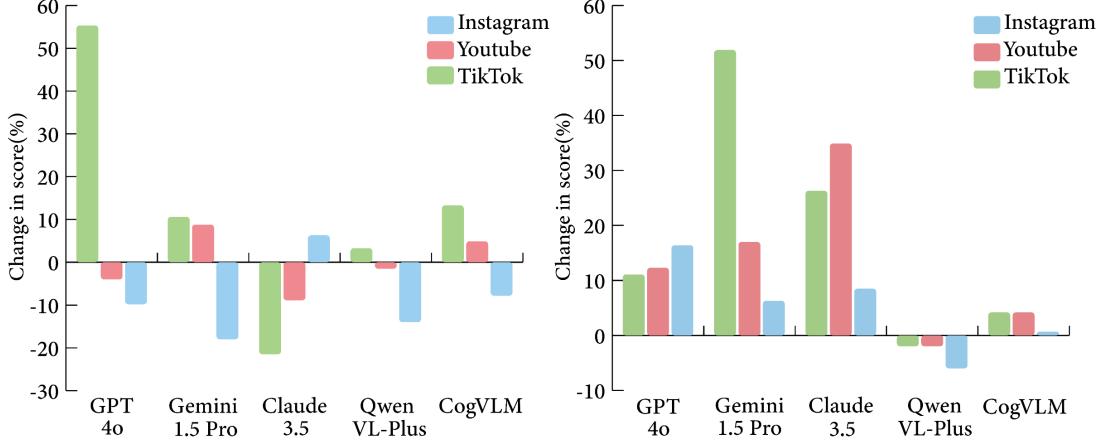 60
50
40
30
20
10
0
-10
-20
-30
Change in score(%)
Instagram
Youtube
TikTok
GPT
4o
Gemini
1.5 Pro
Claude
3.5
Qwen
VL-Plus
CogVLM
60
50
40
30
20
10
0
-10
Change in score(%)
Instagram
Youtube
TikTok
GPT
4o
Gemini
1.5 Pro
Claude
3.5
Qwen
VL-Plus
CogVLM